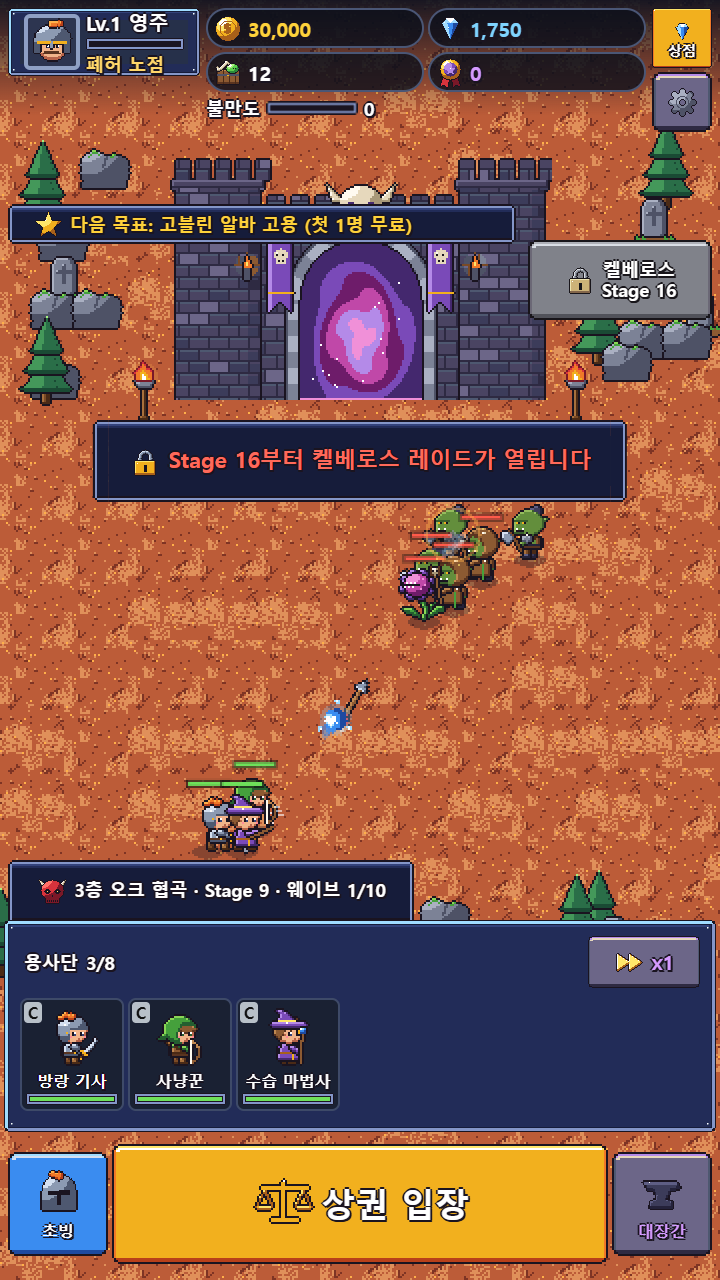 Lv.1 영주
폐허 노점
30,000
1,750
12
0
상점
불만도
0
다음 목표: 고블린 알바 고용 (첫 1명 무료)
켈베로스
Stage 16
Stage 16부터 켈베로스 레이드가 열립니다
3층 오크 협곡 · Stage 9 · 웨이브 1/10
용사단 3/8
x1
C
C
C
방랑 기사
사냥꾼
수습 마법사
초빙
상권 입장
대장간